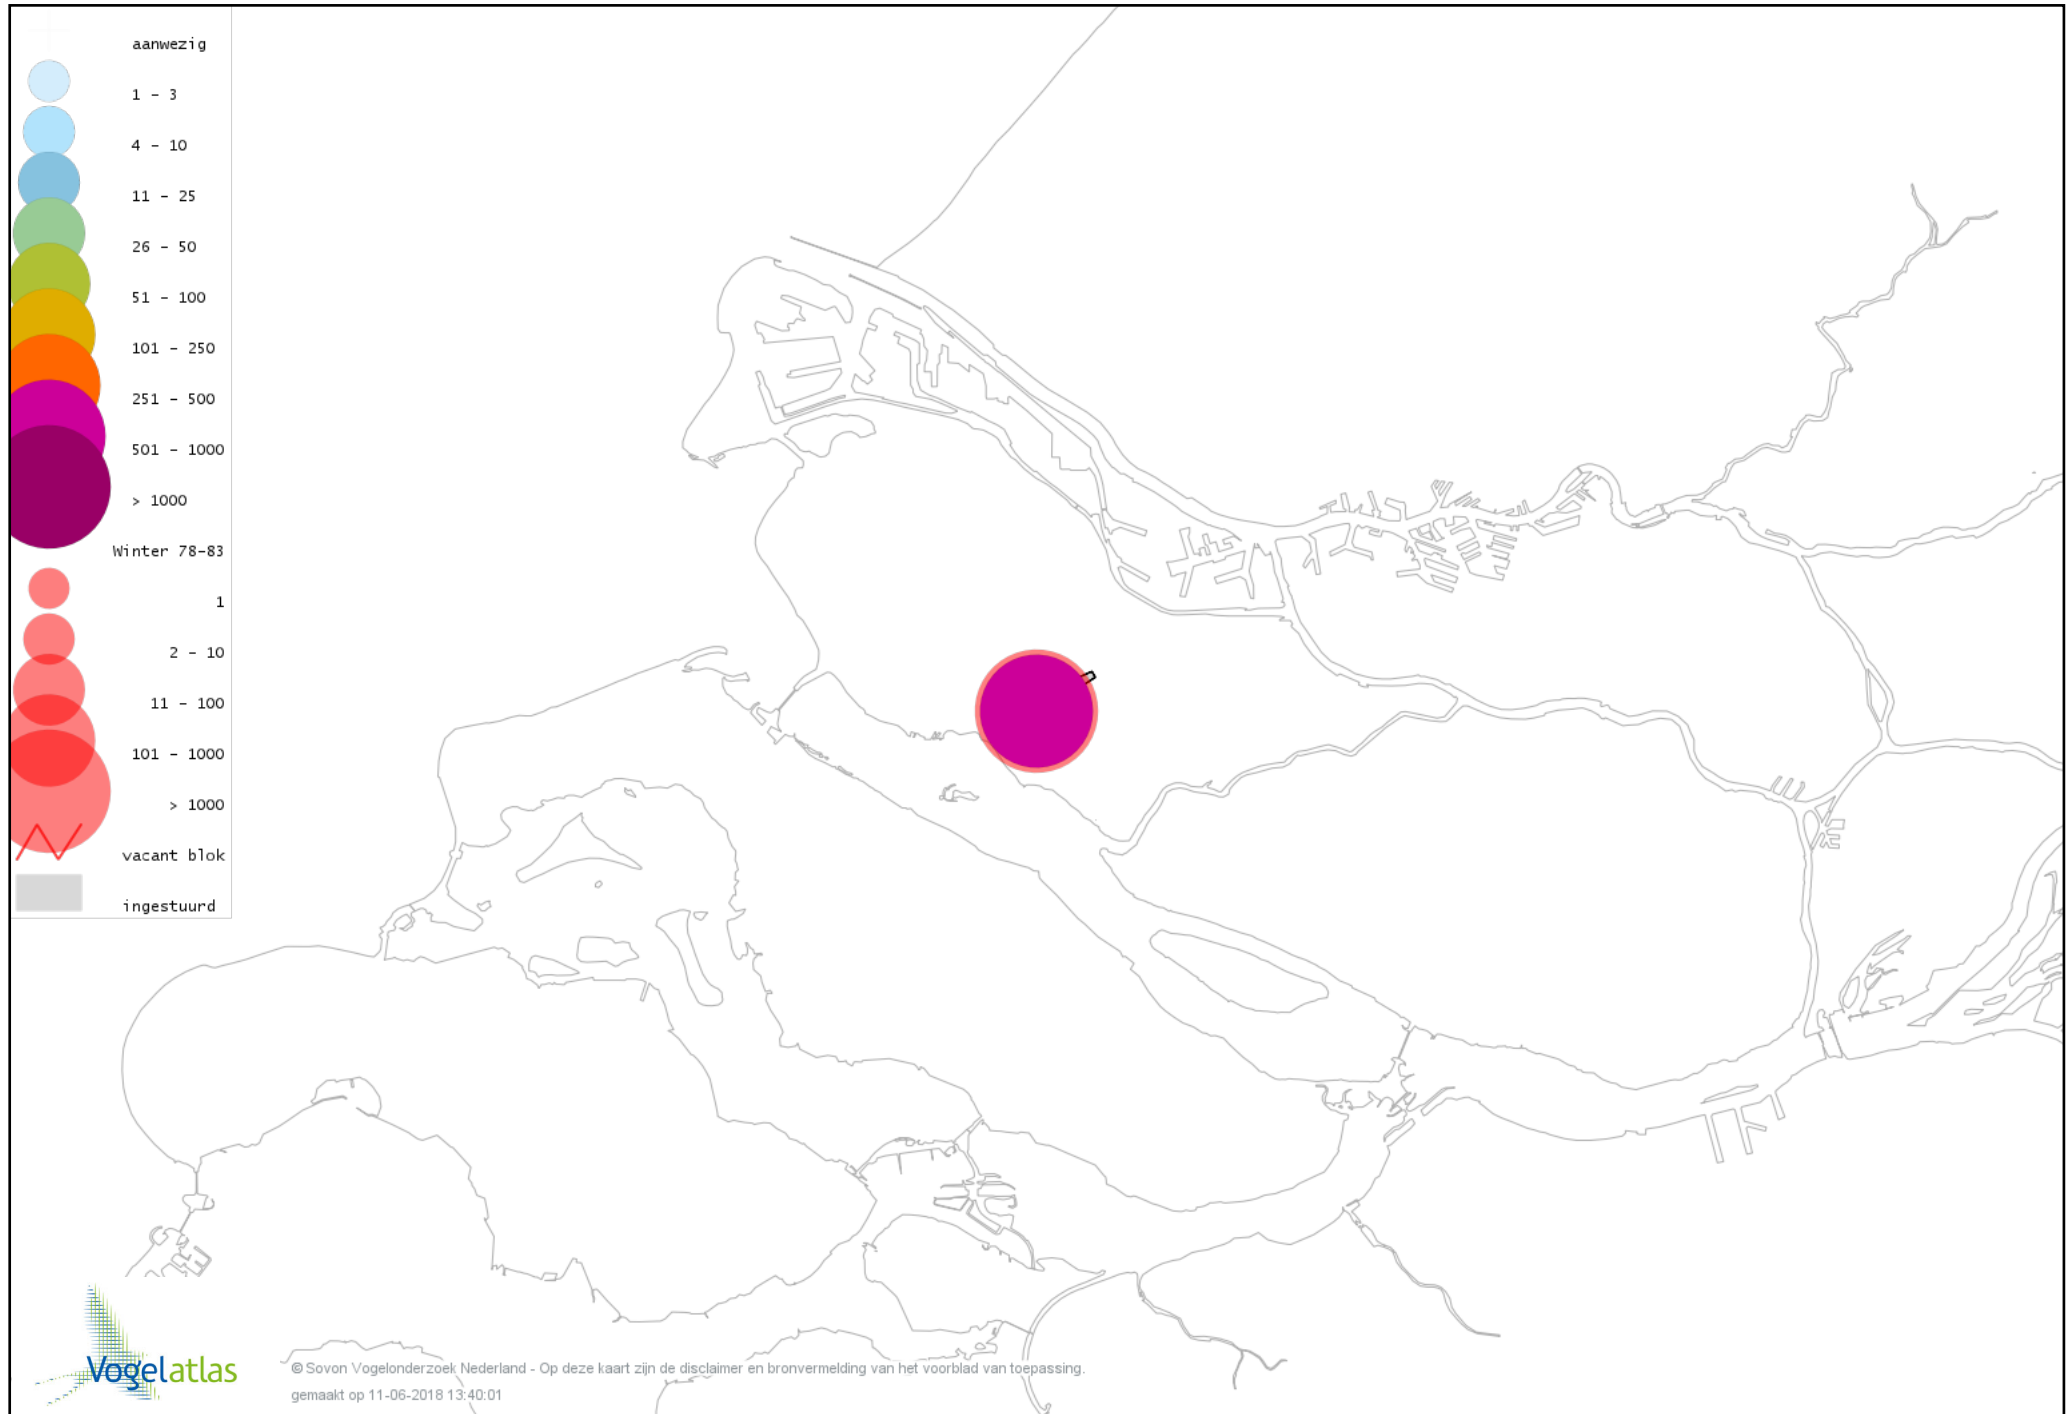 aanwezig
1 - 3
4 - 10
11 - 25
26 - 50
51 - 100
101 - 250
251 - 500
501 - 1000
> 1000
Winter 78-83
1
2 - 10
11 - 100
101 - 1000
> 1000
vacant blok
ingestuurd
Vogelatlas
© Sovon Vogelonderzoek Nederland - Op deze kaart zijn de disclaimer en bronvermelding van het voorblad van toepassing.
gemaakt op 11-06-2018 13:40:01